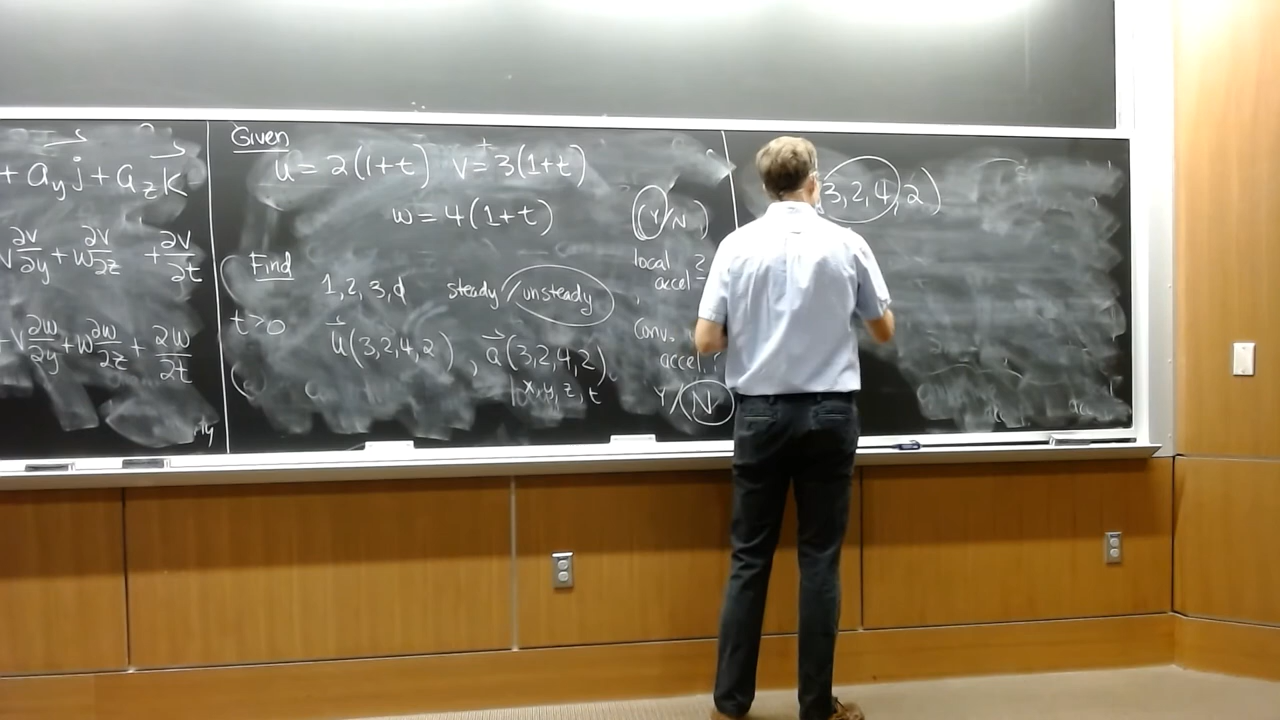 + a_y j + a_z k
v ∂v/∂y + w ∂v/∂z + ∂v/∂t
+ v ∂w/∂y + w ∂w/∂z + ∂w/∂t
Given
u = 2(1+t) v = 3(1+t)
w = 4(1+t)
Find
1, 2, 3, d steady / unsteady
t>0
u(3,2,4,2), a(3,2,4,2)
x, y, z, t
(Y/N)
local
accel
Conv.
accel.
Y/N
3,2,4,2)